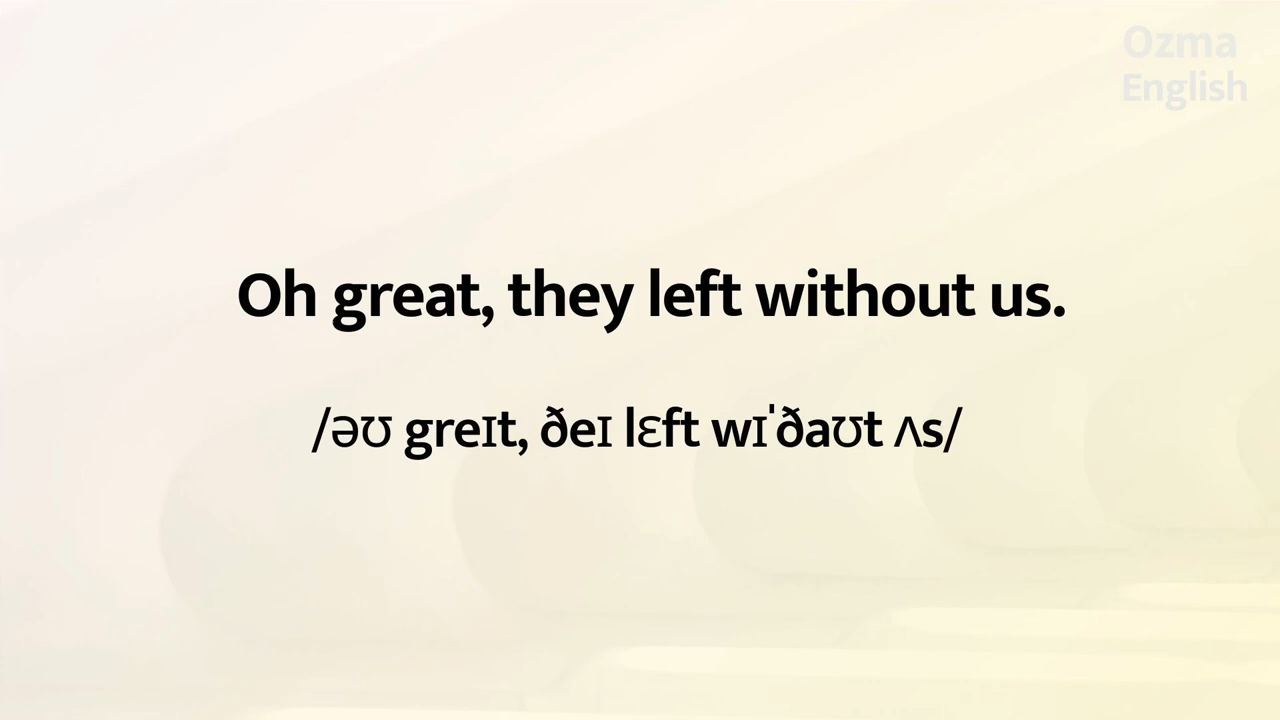 Ozma
English
Oh great, they left without us.
/əʊ greɪt, ðeɪ lɛft wɪˈðaʊt ʌs/